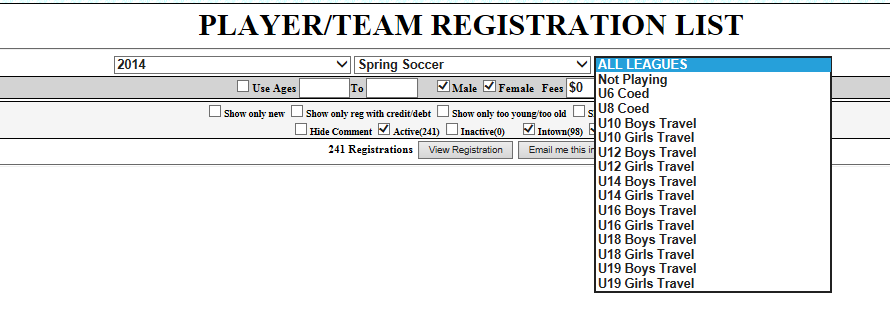 PLAYER/TEAM REGISTRATION LIST
2014 Spring Soccer ALL LEAGUES
Not Playing
U6 Coed
U8 Coed
U10 Boys Travel
U10 Girls Travel
U12 Boys Travel
U12 Girls Travel
U14 Boys Travel
U14 Girls Travel
U16 Boys Travel
U16 Girls Travel
U18 Boys Travel
U18 Girls Travel
U19 Boys Travel
U19 Girls Travel
Use Ages To Male Female Fees $0
Show only new Show only reg with credit/debt Show only too young/too old S
Hide Comment Active(241) Inactive(0) Intown(98)
241 Registrations View Registration Email me this in